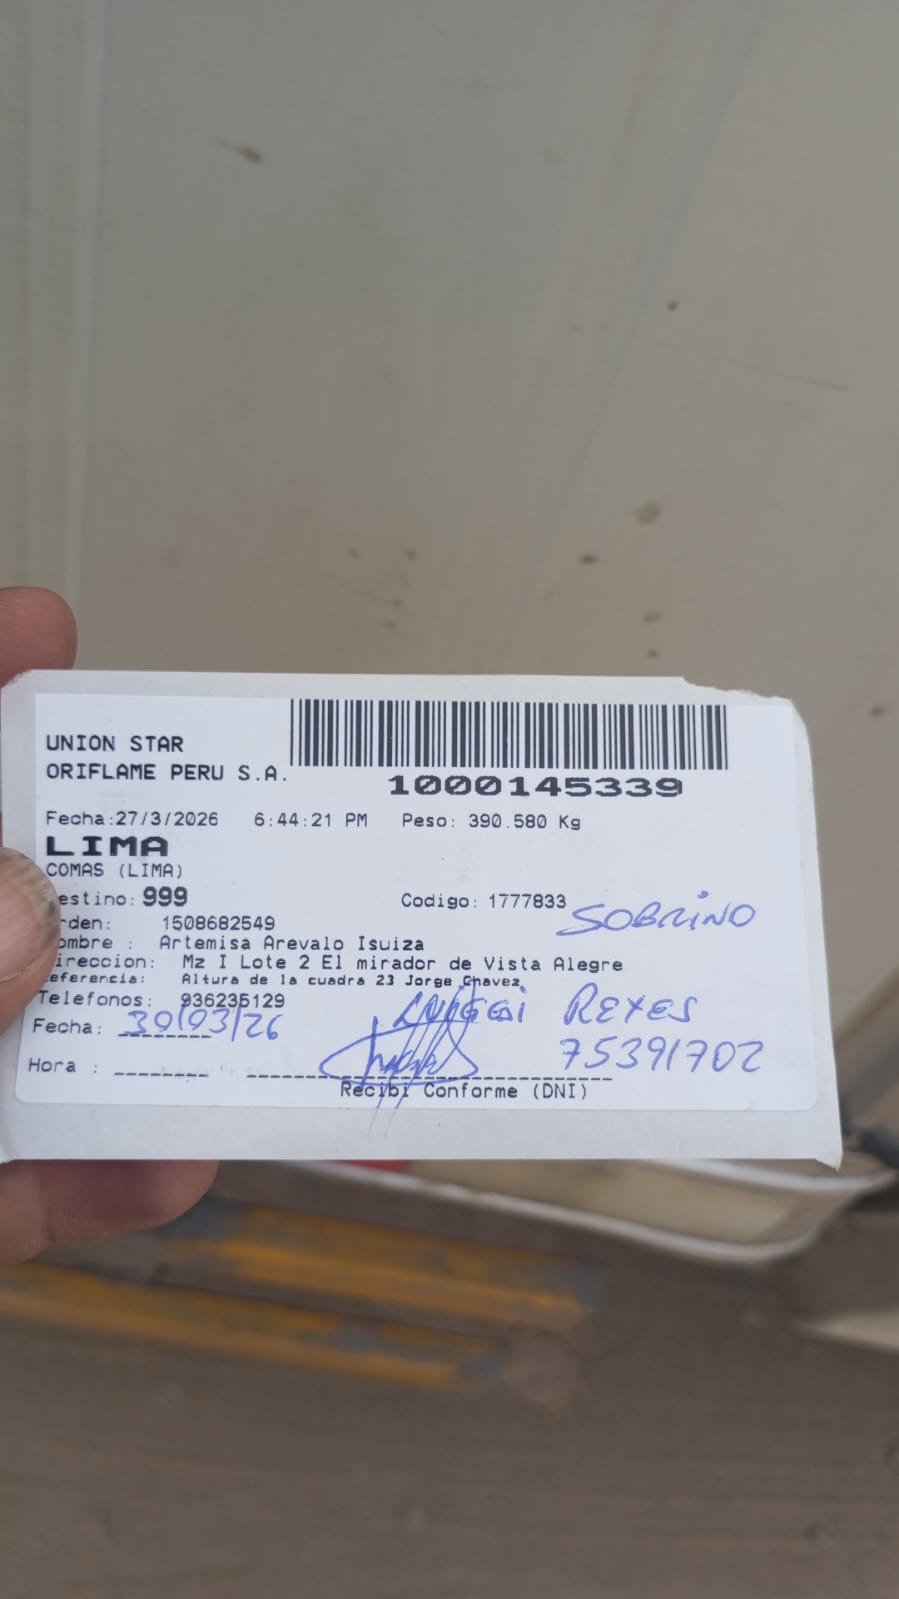 UNION STAR
ORIFLAME PERU S.A.
1000145339
Fecha:27/3/2026 6:44:21 PM Peso: 390.580 Kg
LIMA
COMAS (LIMA)
estino: 999 Codigo: 1777833
SOBRINO
rden: 1508682549
ombre : Artemisa Arevalo Isuiza
ireccion: Mz I Lote 2 El mirador de Vista Alegre
eferencia: Altura de la cuadra 23 Jorge Chavez
Telefonos: 936235129
REYES
Fecha: 30/03/26
75391702
Hora :
Recibi Conforme (DNI)